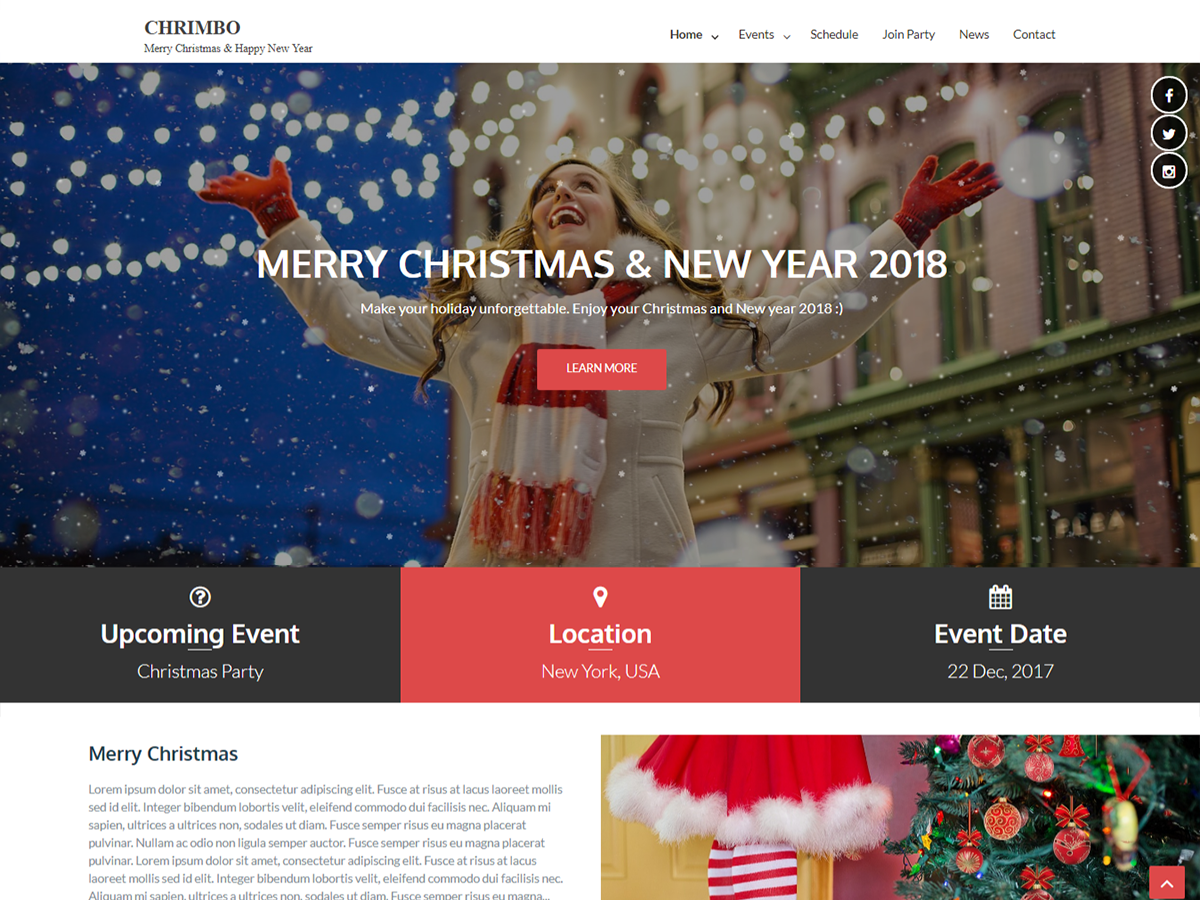 CHRIMBO
Merry Christmas & Happy New Year
Home Events Schedule Join Party News Contact
MERRY CHRISTMAS & NEW YEAR 2018
Make your holiday unforgettable. Enjoy your Christmas and New year 2018 :)
LEARN MORE
Upcoming Event
Christmas Party
Location
New York, USA
Event Date
22 Dec, 2017
Merry Christmas
Lorem ipsum dolor sit amet, consectetur adipiscing elit. Fusce at risus at lacus laoreet mollis
sed id elit. Integer bibendum lobortis velit, eleifend commodo dui facilisis nec. Aliquam mi
sapien, ultrices a ultrices non, sodales ut diam. Fusce semper risus eu magna placerat
pulvinar. Nullam ac odio non ligula semper auctor. Fusce semper risus eu magna placerat
pulvinar. Lorem ipsum dolor sit amet, consectetur adipiscing elit. Fusce at risus at lacus
laoreet mollis sed id elit. Integer bibendum lobortis velit, eleifend commodo dui facilisis nec.
Aliquam mi sapien, ultrices a ultrices non, sodales ut diam. Fusce semper risus eu magna...